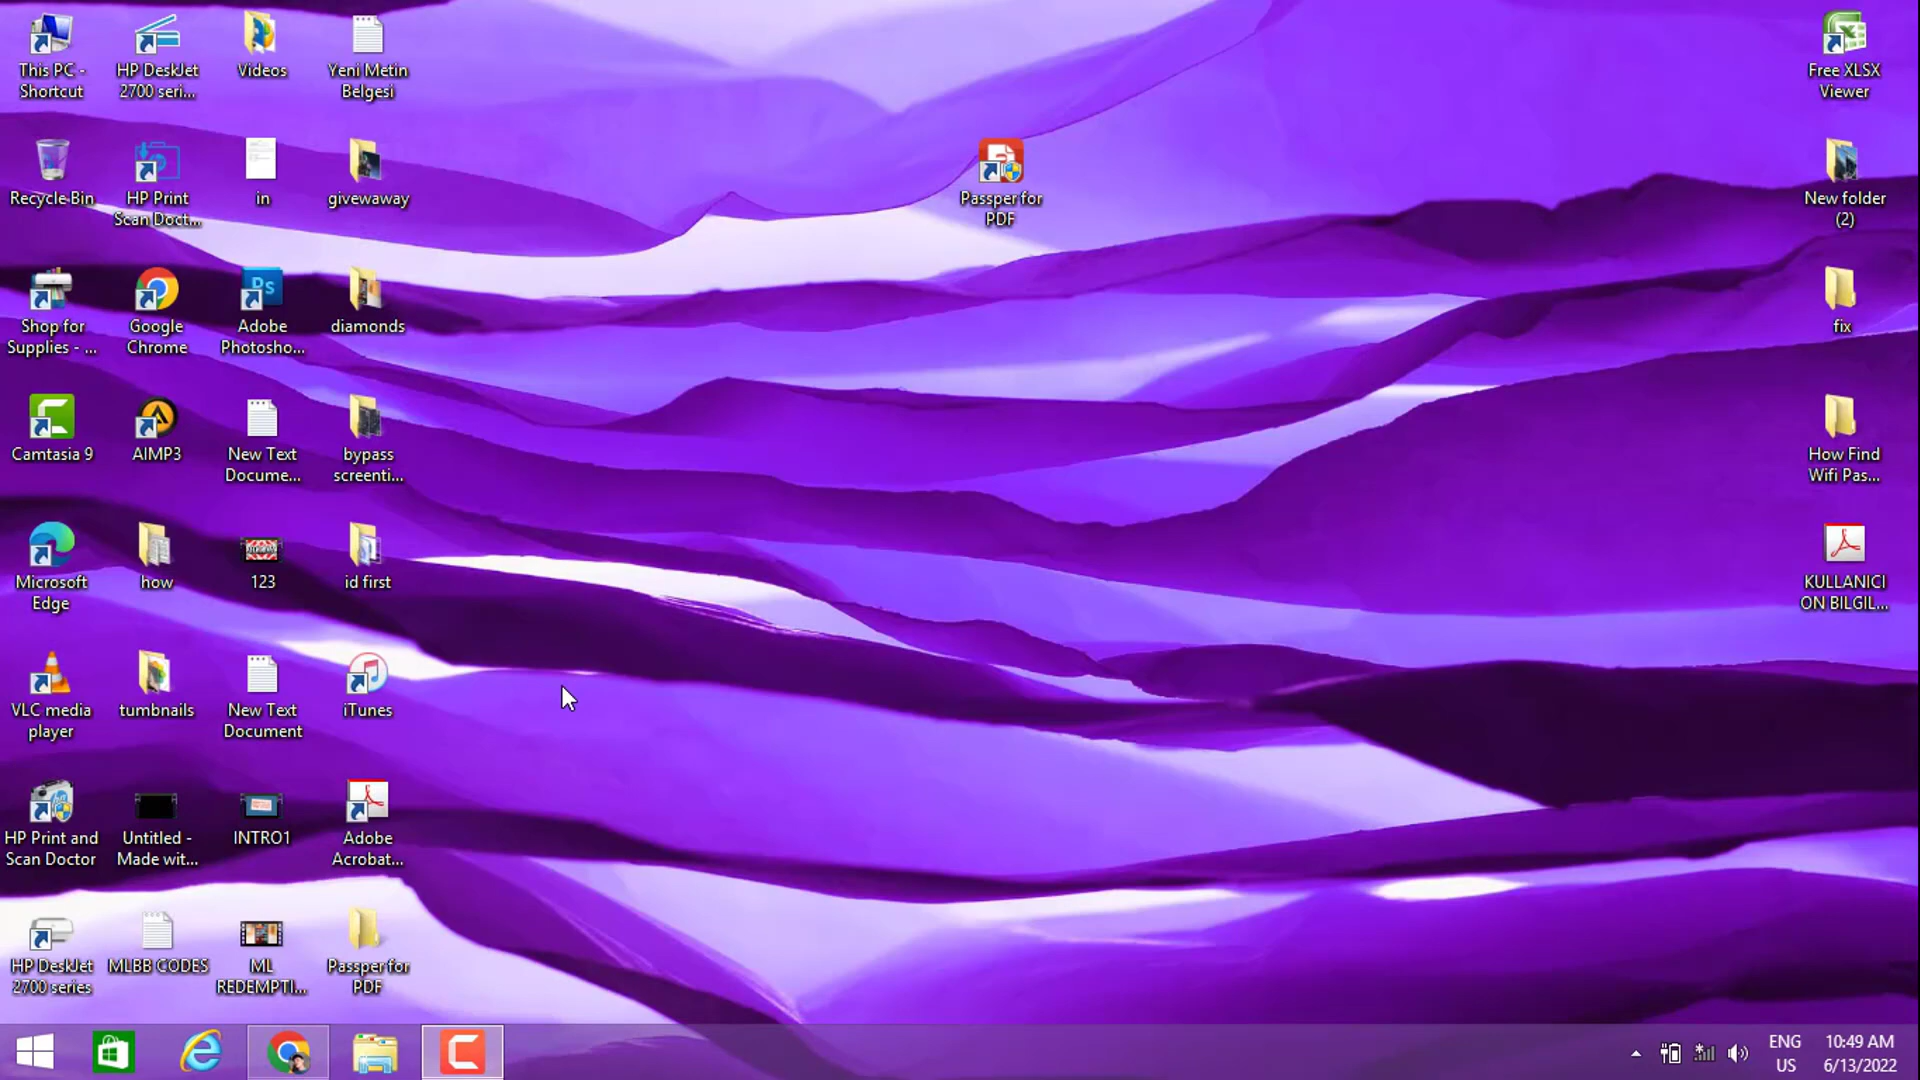 This PC -
Shortcut
HP DeskJet
2700 seri...
Videos
Yeni Metin
Belgesi
Free XLSX
Viewer
Recycle Bin
HP Print
Scan Doct...
in
givewaway
Passper for
PDF
New folder
(2)
Shop for
Supplies - ...
Google
Chrome
Ps
Adobe
Photosho...
diamonds
fix
Camtasia 9
AIMP3
New Text
Docume...
bypass
screenti...
How Find
Wifi Pas...
Microsoft
Edge
how
123
id first
KULLANICI
ON BILGIL...
VLC media
player
tumbnails
New Text
Document
iTunes
HP Print and
Scan Doctor
Untitled -
Made wit...
INTRO1
Adobe
Acrobat...
HP DeskJet
2700 series
MLBB CODES
ML
REDEMPTI...
Passper for
PDF
ENG
US
10:49 AM
6/13/2022